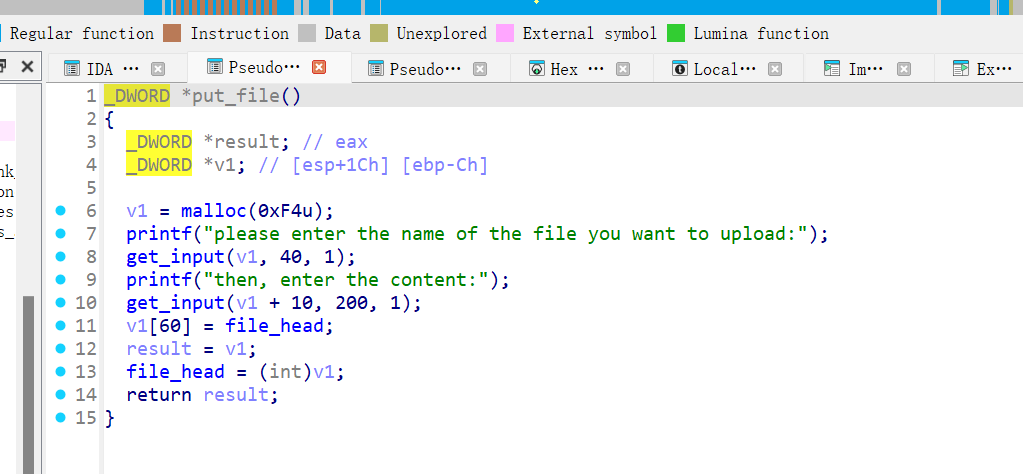 Regular function Instruction Data Unexplored External symbol Lumina function
IDA ··· Pseudo··· Pseudo··· Hex ··· Local··· Im··· Ex···
1 _DWORD *put_file()
2 {
3 _DWORD *result; // eax
4 _DWORD *v1; // [esp+1Ch] [ebp-Ch]
5
6 v1 = malloc(0xF4u);
7 printf("please enter the name of the file you want to upload:");
8 get_input(v1, 40, 1);
9 printf("then, enter the content:");
10 get_input(v1 + 10, 200, 1);
11 v1[60] = file_head;
12 result = v1;
13 file_head = (int)v1;
14 return result;
15 }